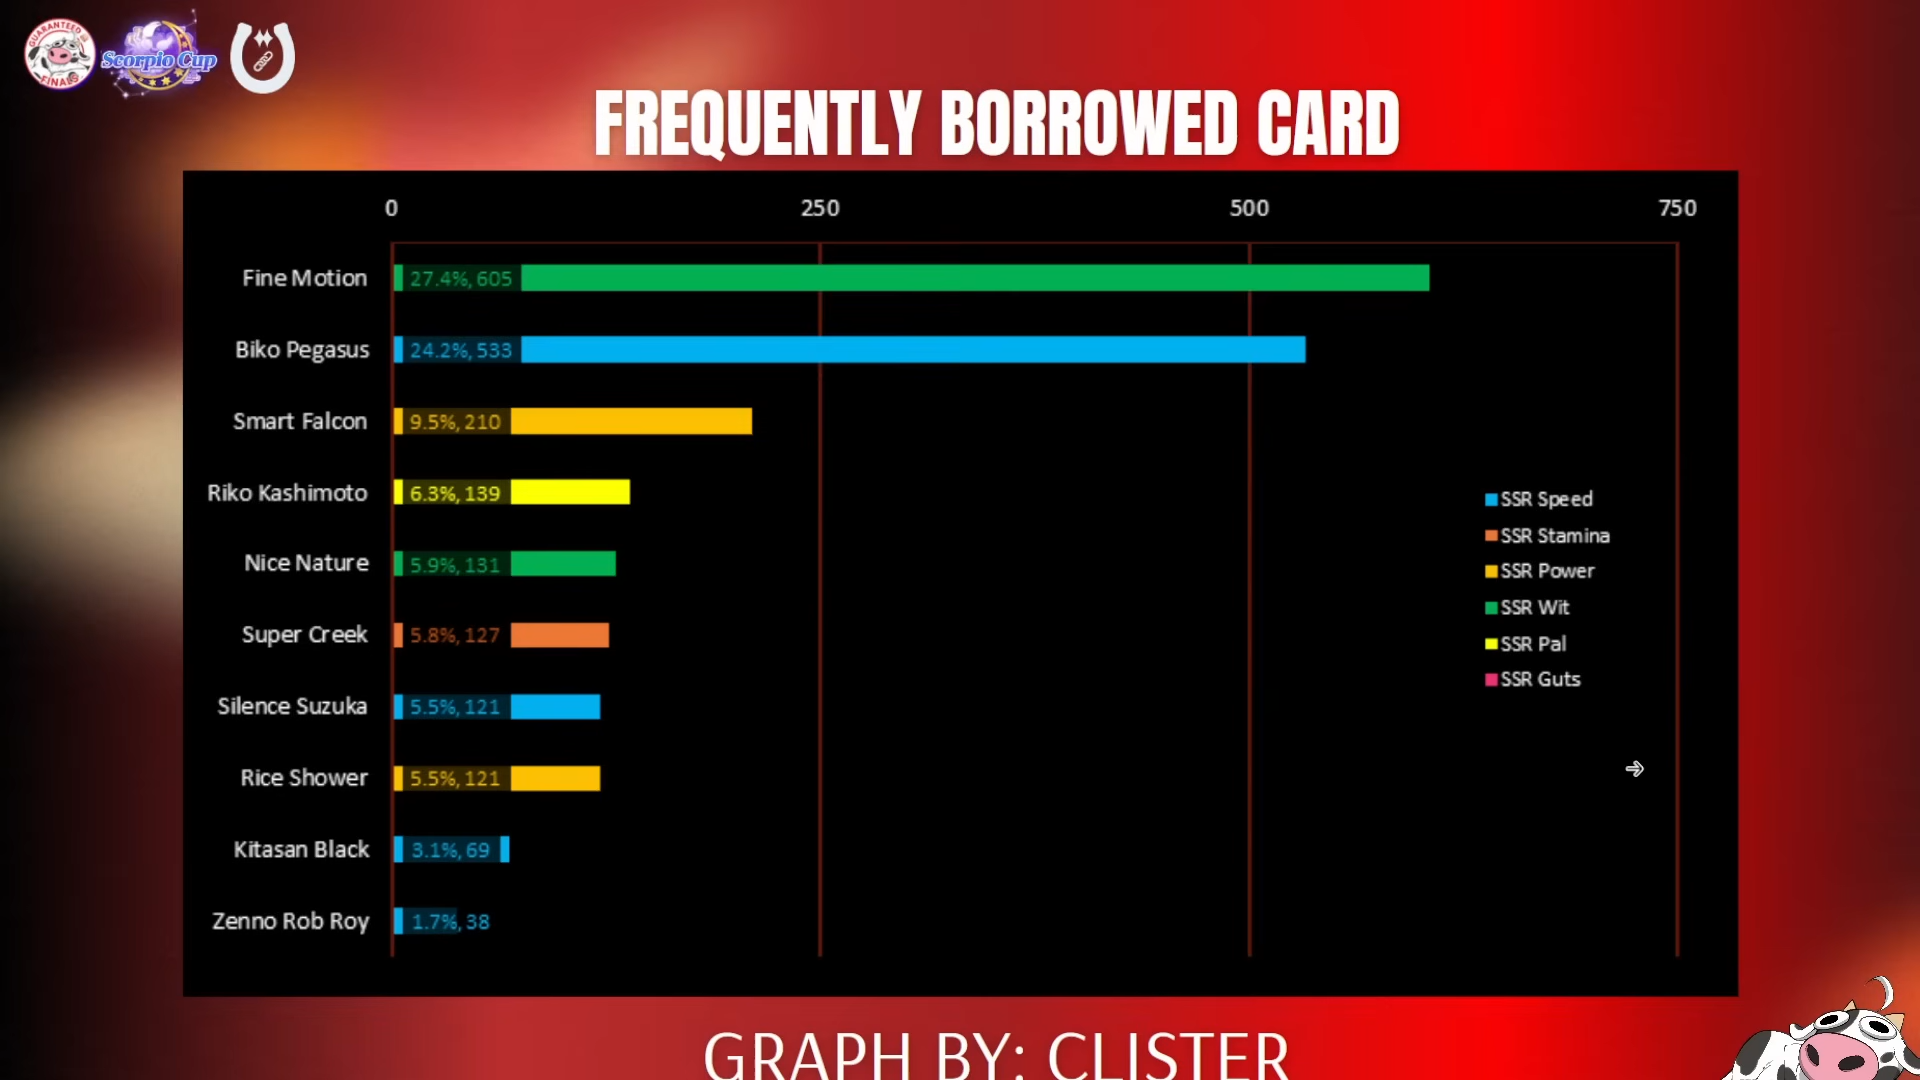 GUARANTEED
FINALS
Scorpio Cup
FREQUENTLY BORROWED CARD
0 250 500 750
Fine Motion 27.4%, 605
Biko Pegasus 24.2%, 533
Smart Falcon 9.5%, 210
Riko Kashimoto 6.3%, 139
Nice Nature 5.9%, 131
Super Creek 5.8%, 127
Silence Suzuka 5.5%, 121
Rice Shower 5.5%, 121
Kitasan Black 3.1%, 69
Zenno Rob Roy 1.7%, 38
SSR Speed
SSR Stamina
SSR Power
SSR Wit
SSR Pal
SSR Guts
GRAPH BY: CLISTER